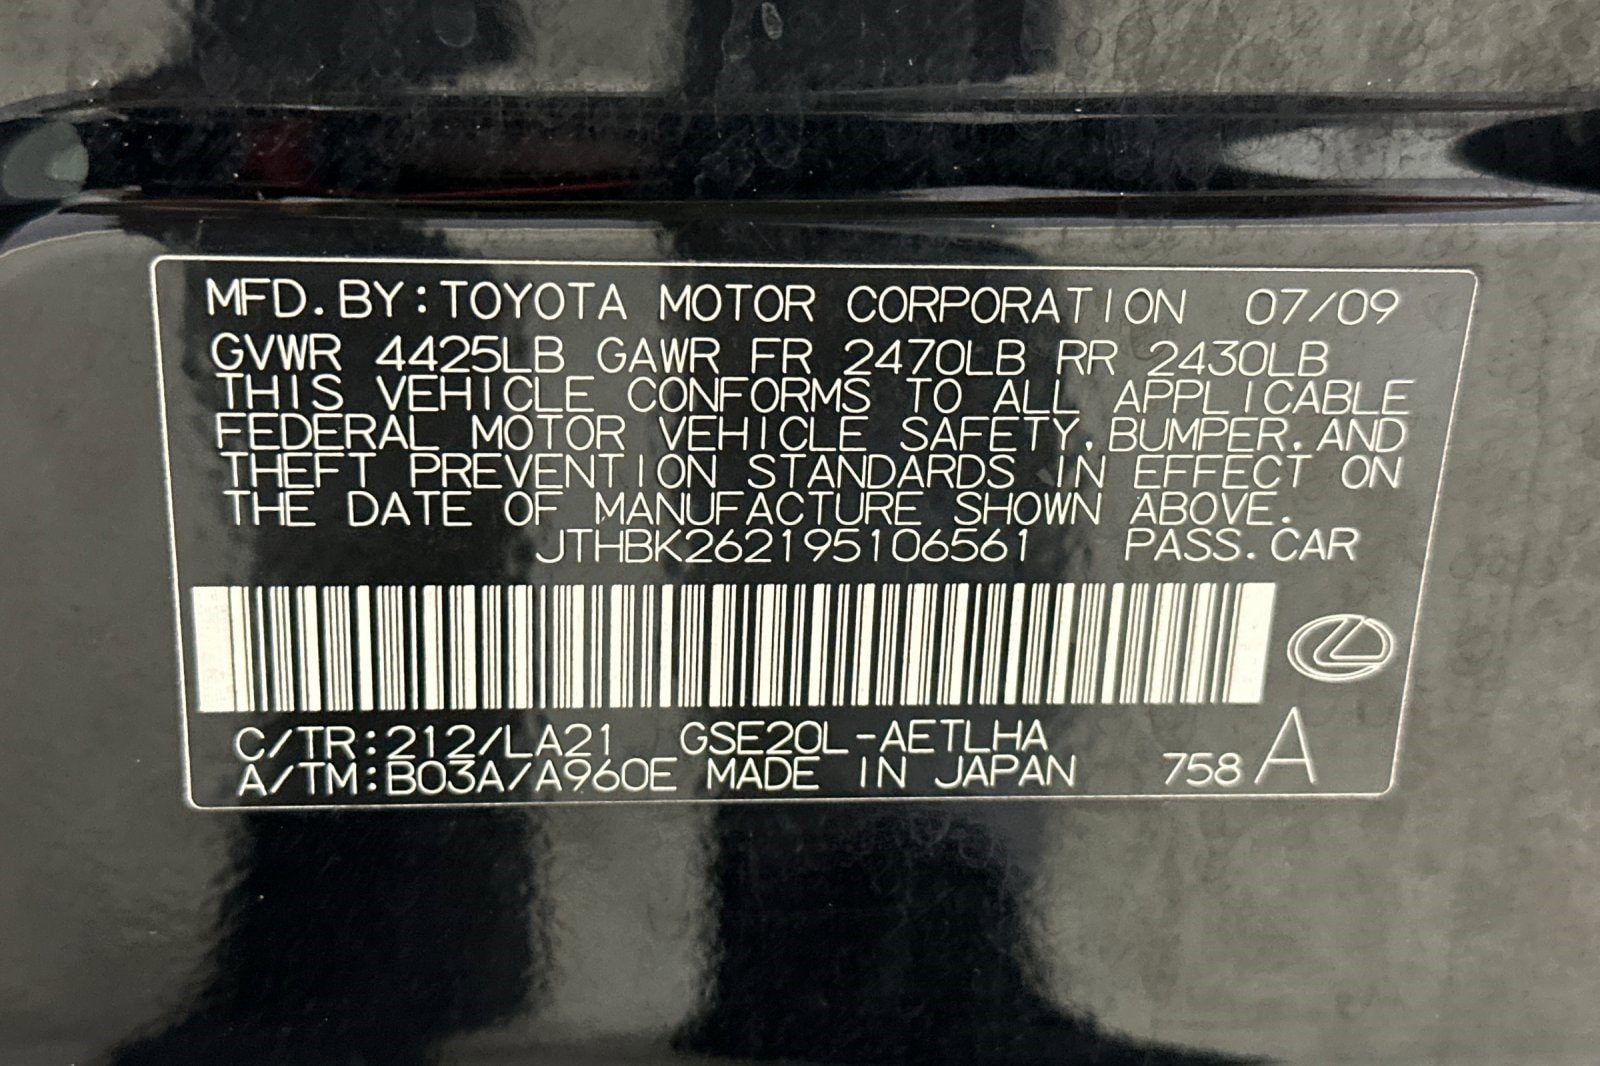 MFD. BY: TOYOTA MOTOR CORPORATION 07/09
GVWR 4425LB GAWR FR 2470LB RR 2430LB
THIS VEHICLE CONFORMS TO ALL APPLICABLE
FEDERAL MOTOR VEHICLE SAFETY, BUMPER, AND
THEFT PREVENTION STANDARDS IN EFFECT ON
THE DATE OF MANUFACTURE SHOWN ABOVE.
JTHBK262195106561 PASS. CAR
C/TR: 212/LA21 GSE20L-AETLHA
A/TM: B03A/A960E MADE IN JAPAN 758 A